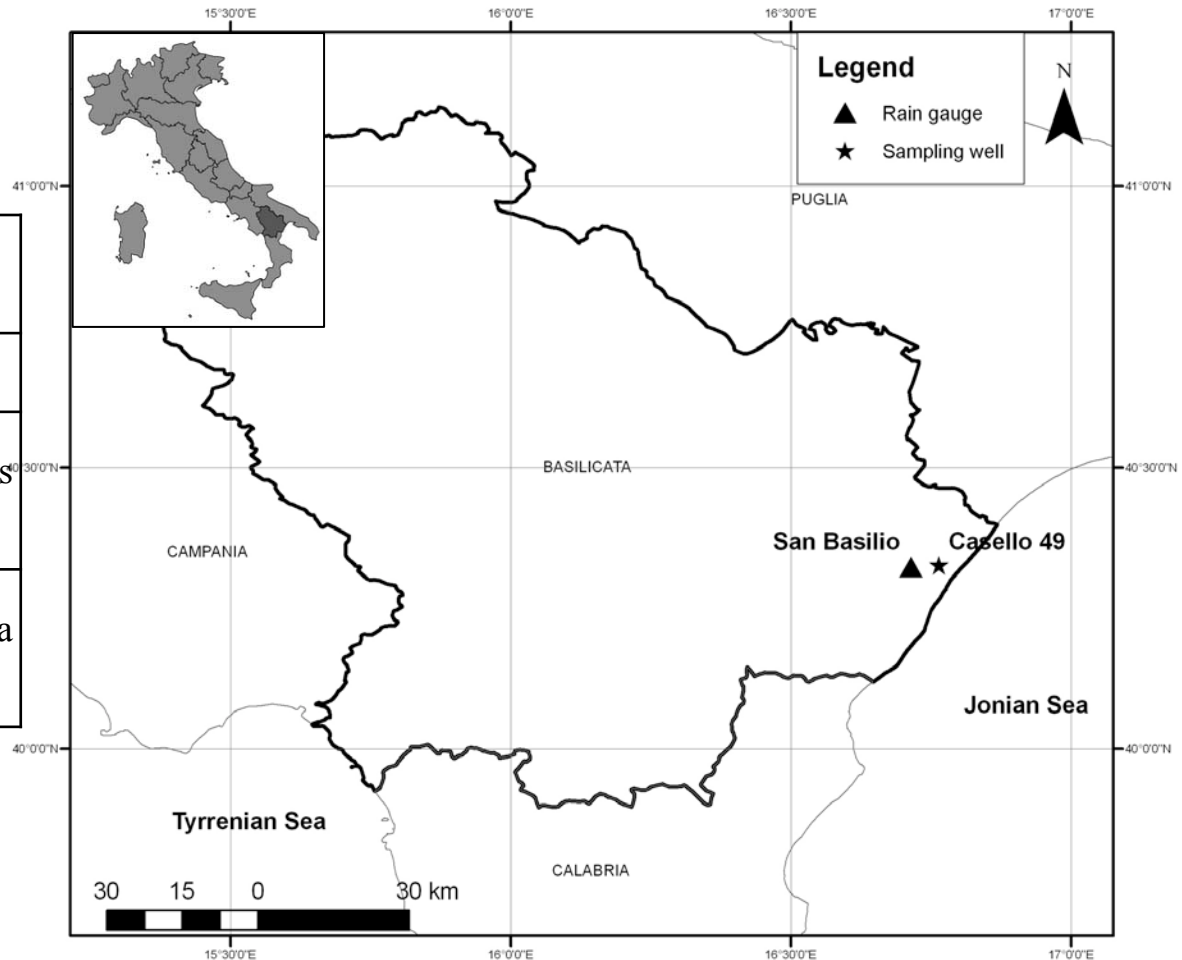 15°30'0"E 16°0'0"E 16°30'0"E 17°0'0"E
Legend
Rain gauge
Sampling well
N
41°0'0"N 41°0'0"N
PUGLIA
s
40°30'0"N
BASILICATA
CAMPANIA
San Basilio Casello 49
a
Jonian Sea
40°0'0"N 40°0'0"N
Tyrrenian Sea
CALABRIA
30 15 0 30 km
15°30'0"E 16°0'0"E 16°30'0"E 17°0'0"E